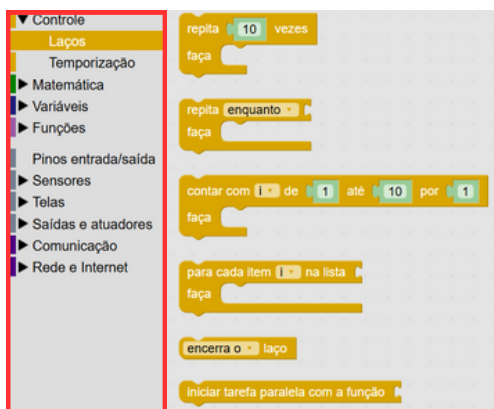 ▼ Controle
Laços
Temporização
▶ Matemática
▶ Variáveis
▶ Funções
Pinos entrada/saída
▶ Sensores
▶ Telas
▶ Saídas e atuadores
▶ Comunicação
▶ Rede e Internet
repita 10 vezes
faça
repita enquanto
faça
contar com i de 1 até 10 por 1
faça
para cada item i na lista
faça
encerra o laço
iniciar tarefa paralela com a função